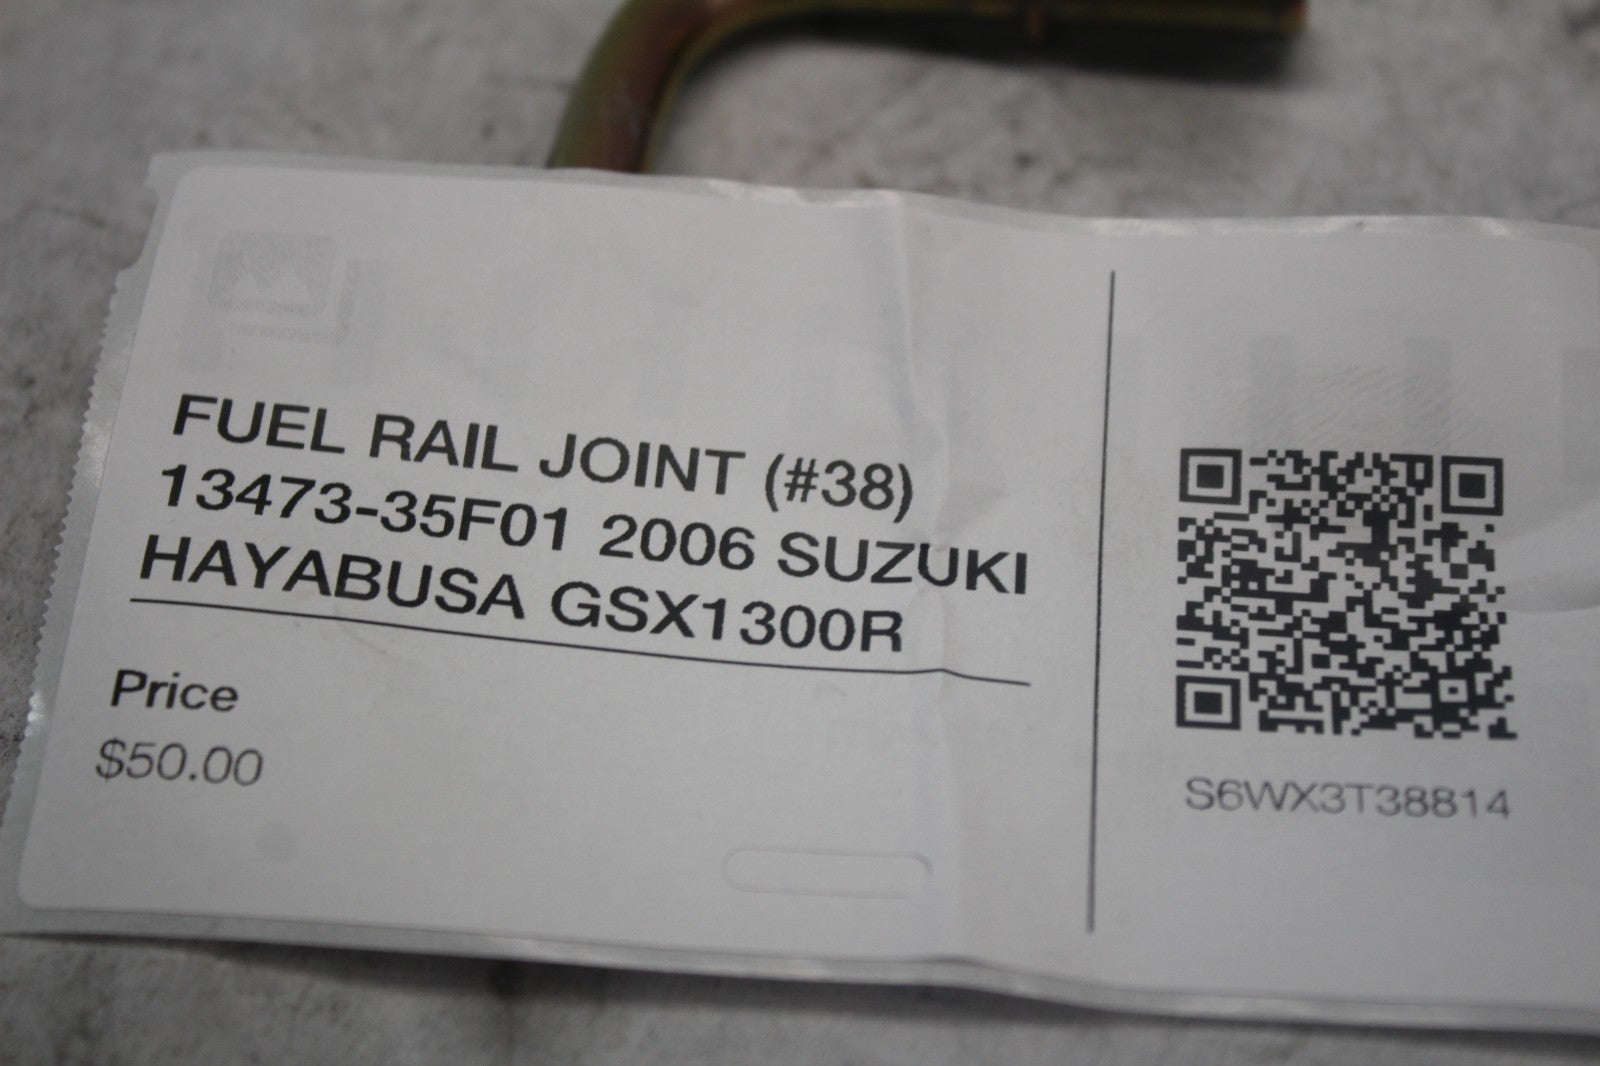 FUEL RAIL JOINT (#38)
13473-35F01 2006 SUZUKI
HAYABUSA GSX1300R
Price
$50.00
S6WX3T38814